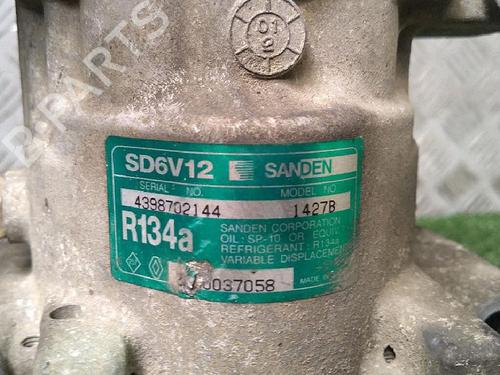 01
2
B-PARTS
SD6V12 SANDEN
SERIAL NO. MODEL NO
4398702144 1427B
R134a
SANDEN CORPORATION
OIL: SP-10 OR EQUIV.
REFRIGERANT: R134a
VARIABLE DISPLACEMENT
0037058
MADE IN